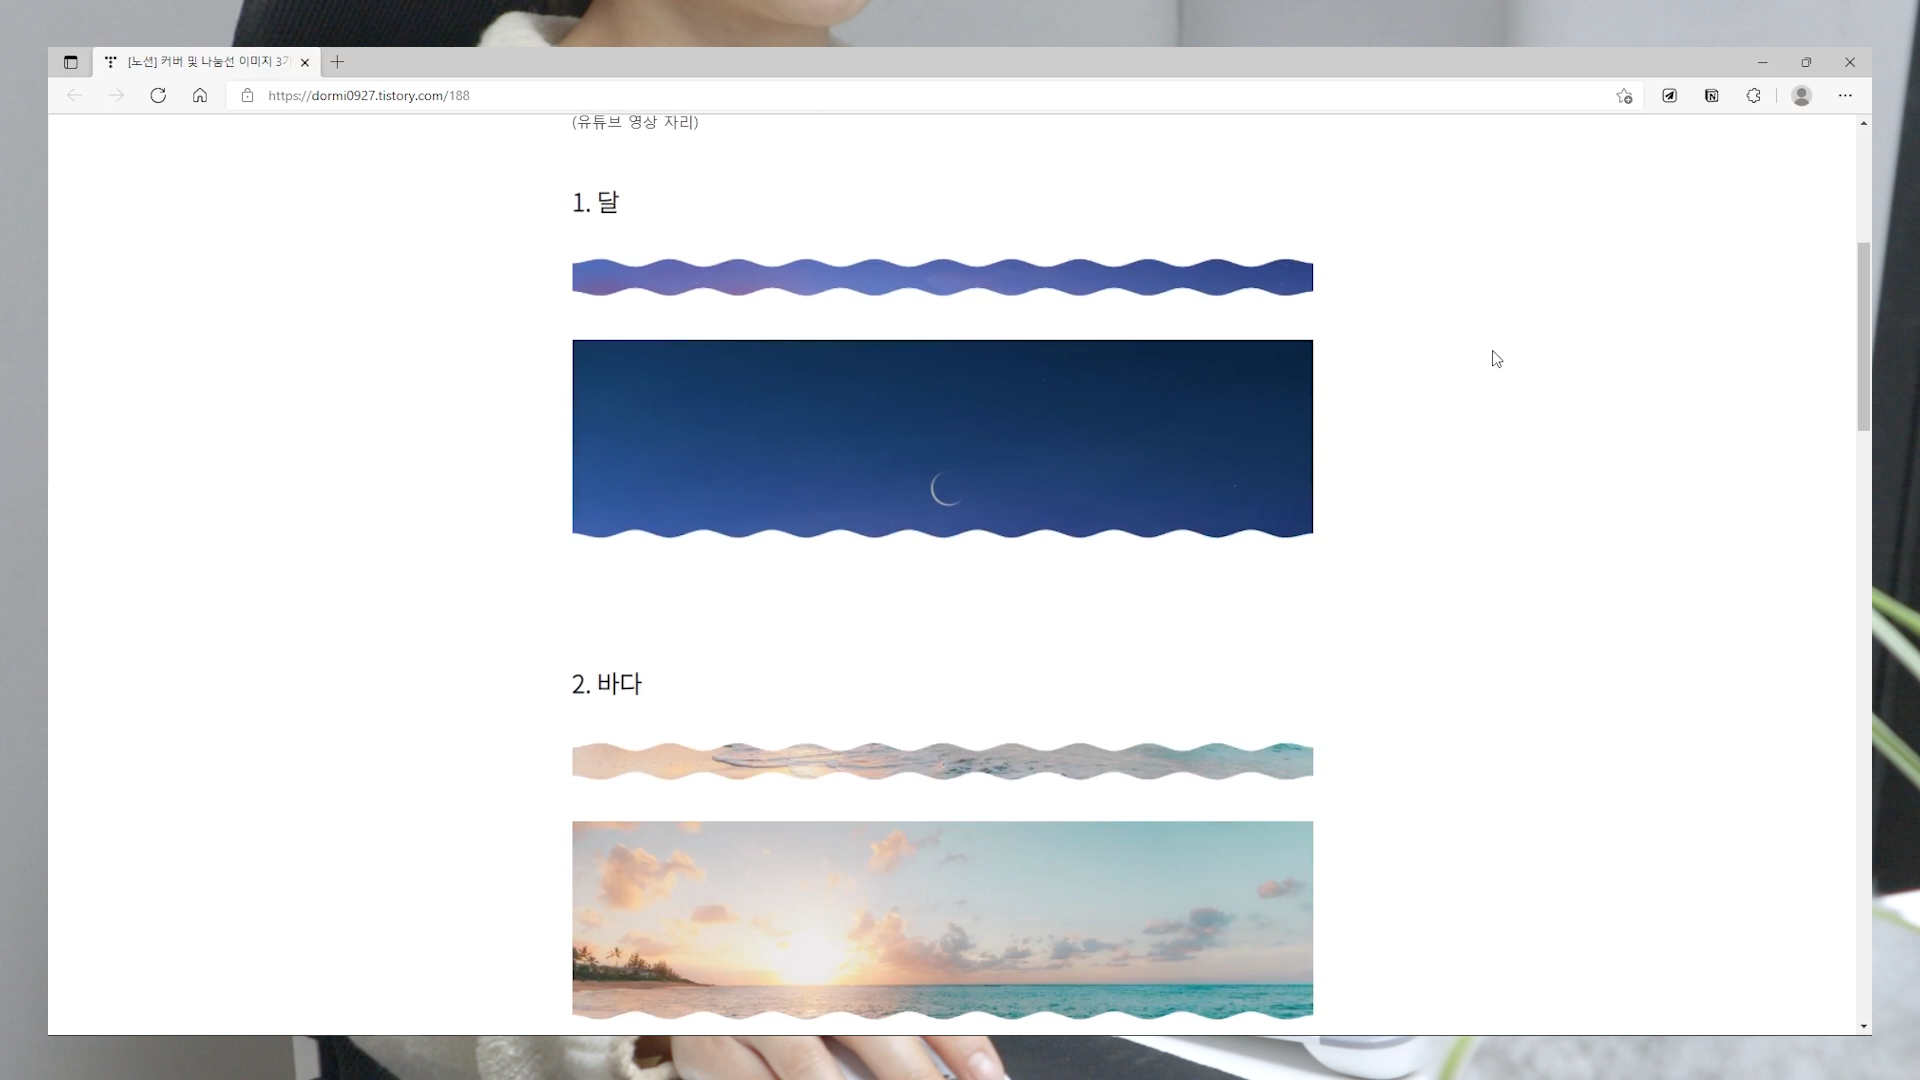 [노션] 커버 및 나눔선 이미지 3
https://dormi0927.tistory.com/188
(유튜브 영상 자리)
1. 달
2. 바다